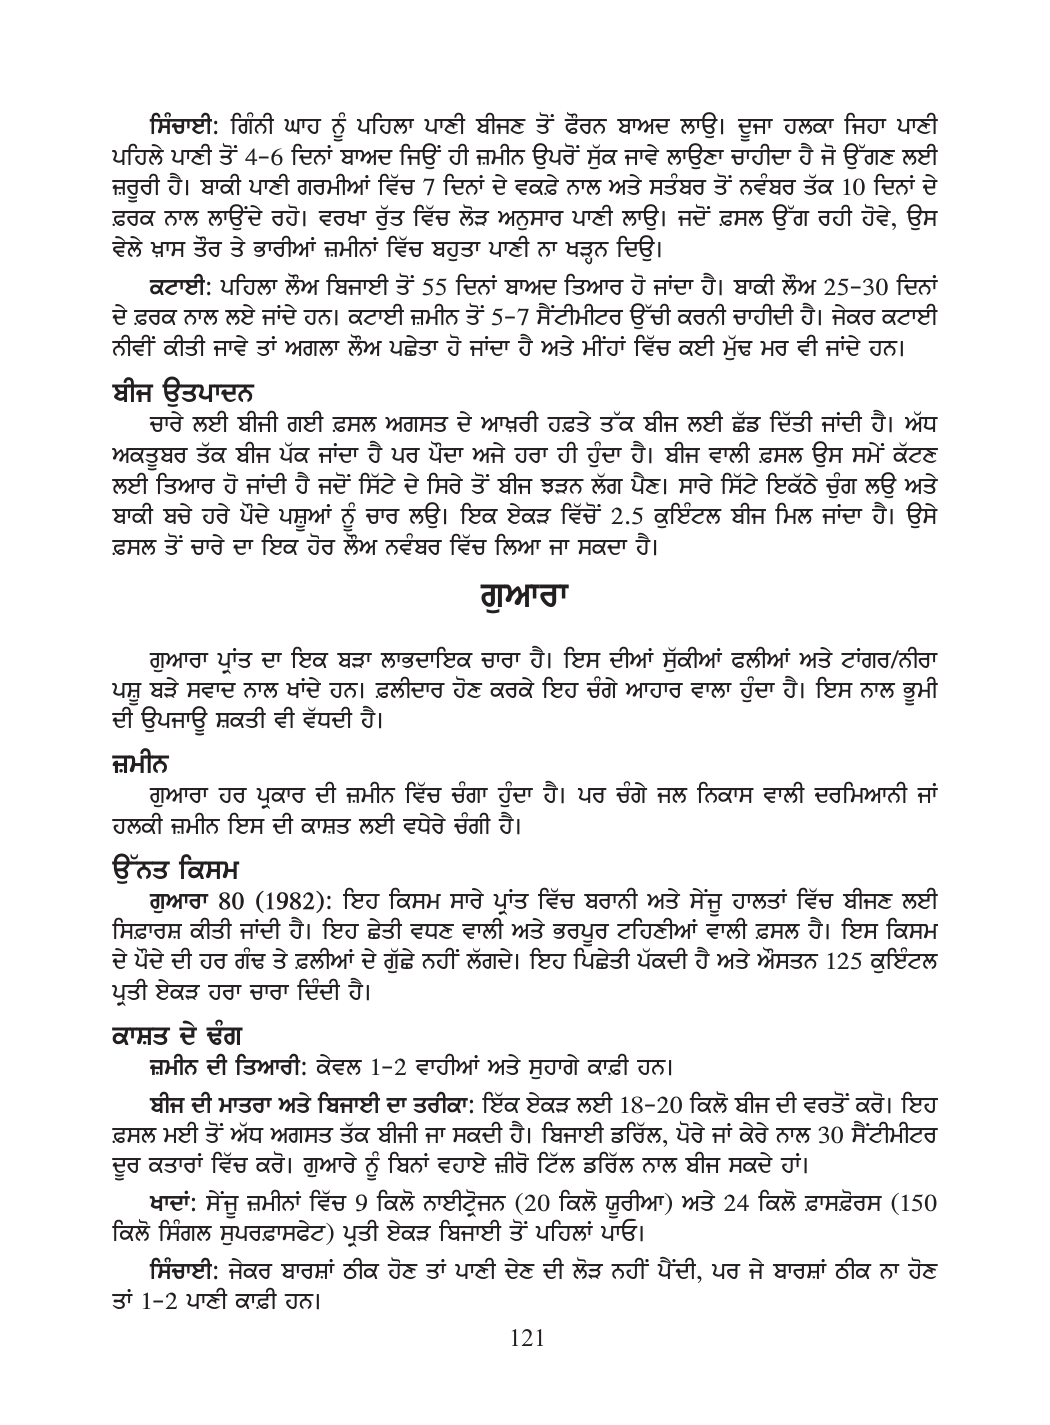 ਸਿੰਚਾਈ: ਗਿੰਨੀ ਘਾਹ ਨੂੰ ਪਹਿਲਾ ਪਾਣੀ ਬੀਜਣ ਤੋਂ ਫੌਰਨ ਬਾਅਦ ਲਾਉ। ਦੂਜਾ ਹਲਕਾ ਜਿਹਾ ਪਾਣੀ
ਪਹਿਲੇ ਪਾਣੀ ਤੋਂ 4-6 ਦਿਨਾਂ ਬਾਅਦ ਜਿਉਂ ਹੀ ਜ਼ਮੀਨ ਉਪਰੋਂ ਸੁੱਕ ਜਾਵੇ ਲਾਉਣਾ ਚਾਹੀਦਾ ਹੈ ਜੋ ਉੱਗਣ ਲਈ
ਜ਼ਰੂਰੀ ਹੈ। ਬਾਕੀ ਪਾਣੀ ਗਰਮੀਆਂ ਵਿੱਚ 7 ਦਿਨਾਂ ਦੇ ਵਕਫ਼ੇ ਨਾਲ ਅਤੇ ਸਤੰਬਰ ਤੋਂ ਨਵੰਬਰ ਤੱਕ 10 ਦਿਨਾਂ ਦੇ
ਫ਼ਰਕ ਨਾਲ ਲਾਉਂਦੇ ਰਹੋ। ਵਰਖਾ ਰੁੱਤ ਵਿੱਚ ਲੋੜ ਅਨੁਸਾਰ ਪਾਣੀ ਲਾਉ। ਜਦੋਂ ਫ਼ਸਲ ਉੱਗ ਰਹੀ ਹੋਵੇ, ਉਸ
ਵੇਲੇ ਖ਼ਾਸ ਤੌਰ ਤੇ ਭਾਰੀਆਂ ਜ਼ਮੀਨਾਂ ਵਿੱਚ ਬਹੁਤਾ ਪਾਣੀ ਨਾ ਖੜ੍ਹਨ ਦਿਉ।
ਕਟਾਈ: ਪਹਿਲਾ ਲੌਅ ਬਿਜਾਈ ਤੋਂ 55 ਦਿਨਾਂ ਬਾਅਦ ਤਿਆਰ ਹੋ ਜਾਂਦਾ ਹੈ। ਬਾਕੀ ਲੌਅ 25-30 ਦਿਨਾਂ
ਦੇ ਫ਼ਰਕ ਨਾਲ ਲਏ ਜਾਂਦੇ ਹਨ। ਕਟਾਈ ਜ਼ਮੀਨ ਤੋਂ 5-7 ਸੈਂਟੀਮੀਟਰ ਉੱਚੀ ਕਰਨੀ ਚਾਹੀਦੀ ਹੈ। ਜੇਕਰ ਕਟਾਈ
ਨੀਵੀਂ ਕੀਤੀ ਜਾਵੇ ਤਾਂ ਅਗਲਾ ਲੌਅ ਪਛੇਤਾ ਹੋ ਜਾਂਦਾ ਹੈ ਅਤੇ ਮੀਂਹਾਂ ਵਿੱਚ ਕਈ ਮੁੱਢ ਮਰ ਵੀ ਜਾਂਦੇ ਹਨ।
ਬੀਜ ਉਤਪਾਦਨ
ਚਾਰੇ ਲਈ ਬੀਜੀ ਗਈ ਫ਼ਸਲ ਅਗਸਤ ਦੇ ਆਖ਼ਰੀ ਹਫ਼ਤੇ ਤੱਕ ਬੀਜ ਲਈ ਛੱਡ ਦਿੱਤੀ ਜਾਂਦੀ ਹੈ। ਅੱਧ
ਅਕਤੂਬਰ ਤੱਕ ਬੀਜ ਪੱਕ ਜਾਂਦਾ ਹੈ ਪਰ ਪੌਦਾ ਅਜੇ ਹਰਾ ਹੀ ਹੁੰਦਾ ਹੈ। ਬੀਜ ਵਾਲੀ ਫ਼ਸਲ ਉਸ ਸਮੇਂ ਕੱਟਣ
ਲਈ ਤਿਆਰ ਹੋ ਜਾਂਦੀ ਹੈ ਜਦੋਂ ਸਿੱਟੇ ਦੇ ਸਿਰੇ ਤੋਂ ਬੀਜ ਝੜਨ ਲੱਗ ਪੈਣ। ਸਾਰੇ ਸਿੱਟੇ ਇਕੱਠੇ ਚੁੰਗ ਲਉ ਅਤੇ
ਬਾਕੀ ਬਚੇ ਹਰੇ ਪੌਦੇ ਪਸ਼ੂਆਂ ਨੂੰ ਚਾਰ ਲਉ। ਇਕ ਏਕੜ ਵਿੱਚੋਂ 2.5 ਕੁਇੰਟਲ ਬੀਜ ਮਿਲ ਜਾਂਦਾ ਹੈ। ਉਸੇ
ਫ਼ਸਲ ਤੋਂ ਚਾਰੇ ਦਾ ਇਕ ਹੋਰ ਲੌਅ ਨਵੰਬਰ ਵਿੱਚ ਲਿਆ ਜਾ ਸਕਦਾ ਹੈ।
ਗੁਆਰਾ
ਗੁਆਰਾ ਪ੍ਰਾਂਤ ਦਾ ਇਕ ਬੜਾ ਲਾਭਦਾਇਕ ਚਾਰਾ ਹੈ। ਇਸ ਦੀਆਂ ਸੁੱਕੀਆਂ ਫਲੀਆਂ ਅਤੇ ਟਾਂਗਰ/ਨੀਰਾ
ਪਸ਼ੂ ਬੜੇ ਸਵਾਦ ਨਾਲ ਖਾਂਦੇ ਹਨ। ਫ਼ਲੀਦਾਰ ਹੋਣ ਕਰਕੇ ਇਹ ਚੰਗੇ ਆਹਾਰ ਵਾਲਾ ਹੁੰਦਾ ਹੈ। ਇਸ ਨਾਲ ਭੂਮੀ
ਦੀ ਉਪਜਾਊ ਸ਼ਕਤੀ ਵੀ ਵੱਧਦੀ ਹੈ।
ਜ਼ਮੀਨ
ਗੁਆਰਾ ਹਰ ਪ੍ਰਕਾਰ ਦੀ ਜ਼ਮੀਨ ਵਿੱਚ ਚੰਗਾ ਹੁੰਦਾ ਹੈ। ਪਰ ਚੰਗੇ ਜਲ ਨਿਕਾਸ ਵਾਲੀ ਦਰਮਿਆਨੀ ਜਾਂ
ਹਲਕੀ ਜ਼ਮੀਨ ਇਸ ਦੀ ਕਾਸ਼ਤ ਲਈ ਵਧੇਰੇ ਚੰਗੀ ਹੈ।
ਉੱਨਤ ਕਿਸਮ
ਗੁਆਰਾ 80 (1982): ਇਹ ਕਿਸਮ ਸਾਰੇ ਪ੍ਰਾਂਤ ਵਿੱਚ ਬਰਾਨੀ ਅਤੇ ਸੇਂਜੂ ਹਾਲਤਾਂ ਵਿੱਚ ਬੀਜਣ ਲਈ
ਸਿਫ਼ਾਰਸ਼ ਕੀਤੀ ਜਾਂਦੀ ਹੈ। ਇਹ ਛੇਤੀ ਵਧਣ ਵਾਲੀ ਅਤੇ ਭਰਪੂਰ ਟਹਿਣੀਆਂ ਵਾਲੀ ਫ਼ਸਲ ਹੈ। ਇਸ ਕਿਸਮ
ਦੇ ਪੌਦੇ ਦੀ ਹਰ ਗੰਢ ਤੇ ਫ਼ਲੀਆਂ ਦੇ ਗੁੱਛੇ ਨਹੀਂ ਲੱਗਦੇ। ਇਹ ਪਿਛੇਤੀ ਪੱਕਦੀ ਹੈ ਅਤੇ ਔਸਤਨ 125 ਕੁਇੰਟਲ
ਪ੍ਰਤੀ ਏਕੜ ਹਰਾ ਚਾਰਾ ਦਿੰਦੀ ਹੈ।
ਕਾਸ਼ਤ ਦੇ ਢੰਗ
ਜ਼ਮੀਨ ਦੀ ਤਿਆਰੀ: ਕੇਵਲ 1-2 ਵਾਹੀਆਂ ਅਤੇ ਸੁਹਾਗੇ ਕਾਫ਼ੀ ਹਨ।
ਬੀਜ ਦੀ ਮਾਤਰਾ ਅਤੇ ਬਿਜਾਈ ਦਾ ਤਰੀਕਾ: ਇੱਕ ਏਕੜ ਲਈ 18-20 ਕਿਲੋ ਬੀਜ ਦੀ ਵਰਤੋਂ ਕਰੋ। ਇਹ
ਫ਼ਸਲ ਮਈ ਤੋਂ ਅੱਧ ਅਗਸਤ ਤੱਕ ਬੀਜੀ ਜਾ ਸਕਦੀ ਹੈ। ਬਿਜਾਈ ਡਰਿੱਲ, ਪੋਰੇ ਜਾਂ ਕੇਰੇ ਨਾਲ 30 ਸੈਂਟੀਮੀਟਰ
ਦੂਰ ਕਤਾਰਾਂ ਵਿੱਚ ਕਰੋ। ਗੁਆਰੇ ਨੂੰ ਬਿਨਾਂ ਵਹਾਏ ਜ਼ੀਰੋ ਟਿੱਲ ਡਰਿੱਲ ਨਾਲ ਬੀਜ ਸਕਦੇ ਹਾਂ।
ਖਾਦਾਂ: ਸੇਂਜੂ ਜ਼ਮੀਨਾਂ ਵਿੱਚ 9 ਕਿਲੋ ਨਾਈਟ੍ਰੋਜਨ (20 ਕਿਲੋ ਯੂਰੀਆ) ਅਤੇ 24 ਕਿਲੋ ਫ਼ਾਸਫ਼ੋਰਸ (150
ਕਿਲੋ ਸਿੰਗਲ ਸੁਪਰਫ਼ਾਸਫੇਟ) ਪ੍ਰਤੀ ਏਕੜ ਬਿਜਾਈ ਤੋਂ ਪਹਿਲਾਂ ਪਾਓ।
ਸਿੰਚਾਈ: ਜੇਕਰ ਬਾਰਸ਼ਾਂ ਠੀਕ ਹੋਣ ਤਾਂ ਪਾਣੀ ਦੇਣ ਦੀ ਲੋੜ ਨਹੀਂ ਪੈਂਦੀ, ਪਰ ਜੇ ਬਾਰਸ਼ਾਂ ਠੀਕ ਨਾ ਹੋਣ
ਤਾਂ 1-2 ਪਾਣੀ ਕਾਫ਼ੀ ਹਨ।
121